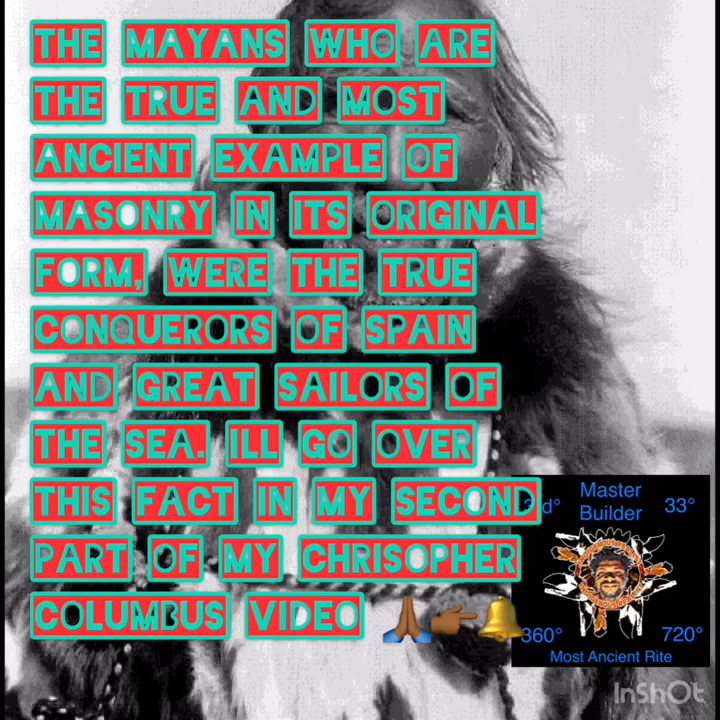 THE MAYANS WHO ARE
THE TRUE AND MOST
ANCIENT EXAMPLE OF
MASONRY IN ITS ORIGINAL
FORM, WERE THE TRUE
CONQUERORS OF SPAIN
AND GREAT SAILORS OF
THE SEA. ILL GO OVER
THIS FACT IN MY SECOND
PART OF MY CHRISOPHER
COLUMBUS VIDEO 🙏🏾👉🏾🔔
Master
Builder
33°
360°
720°
Most Ancient Rite
InShOt